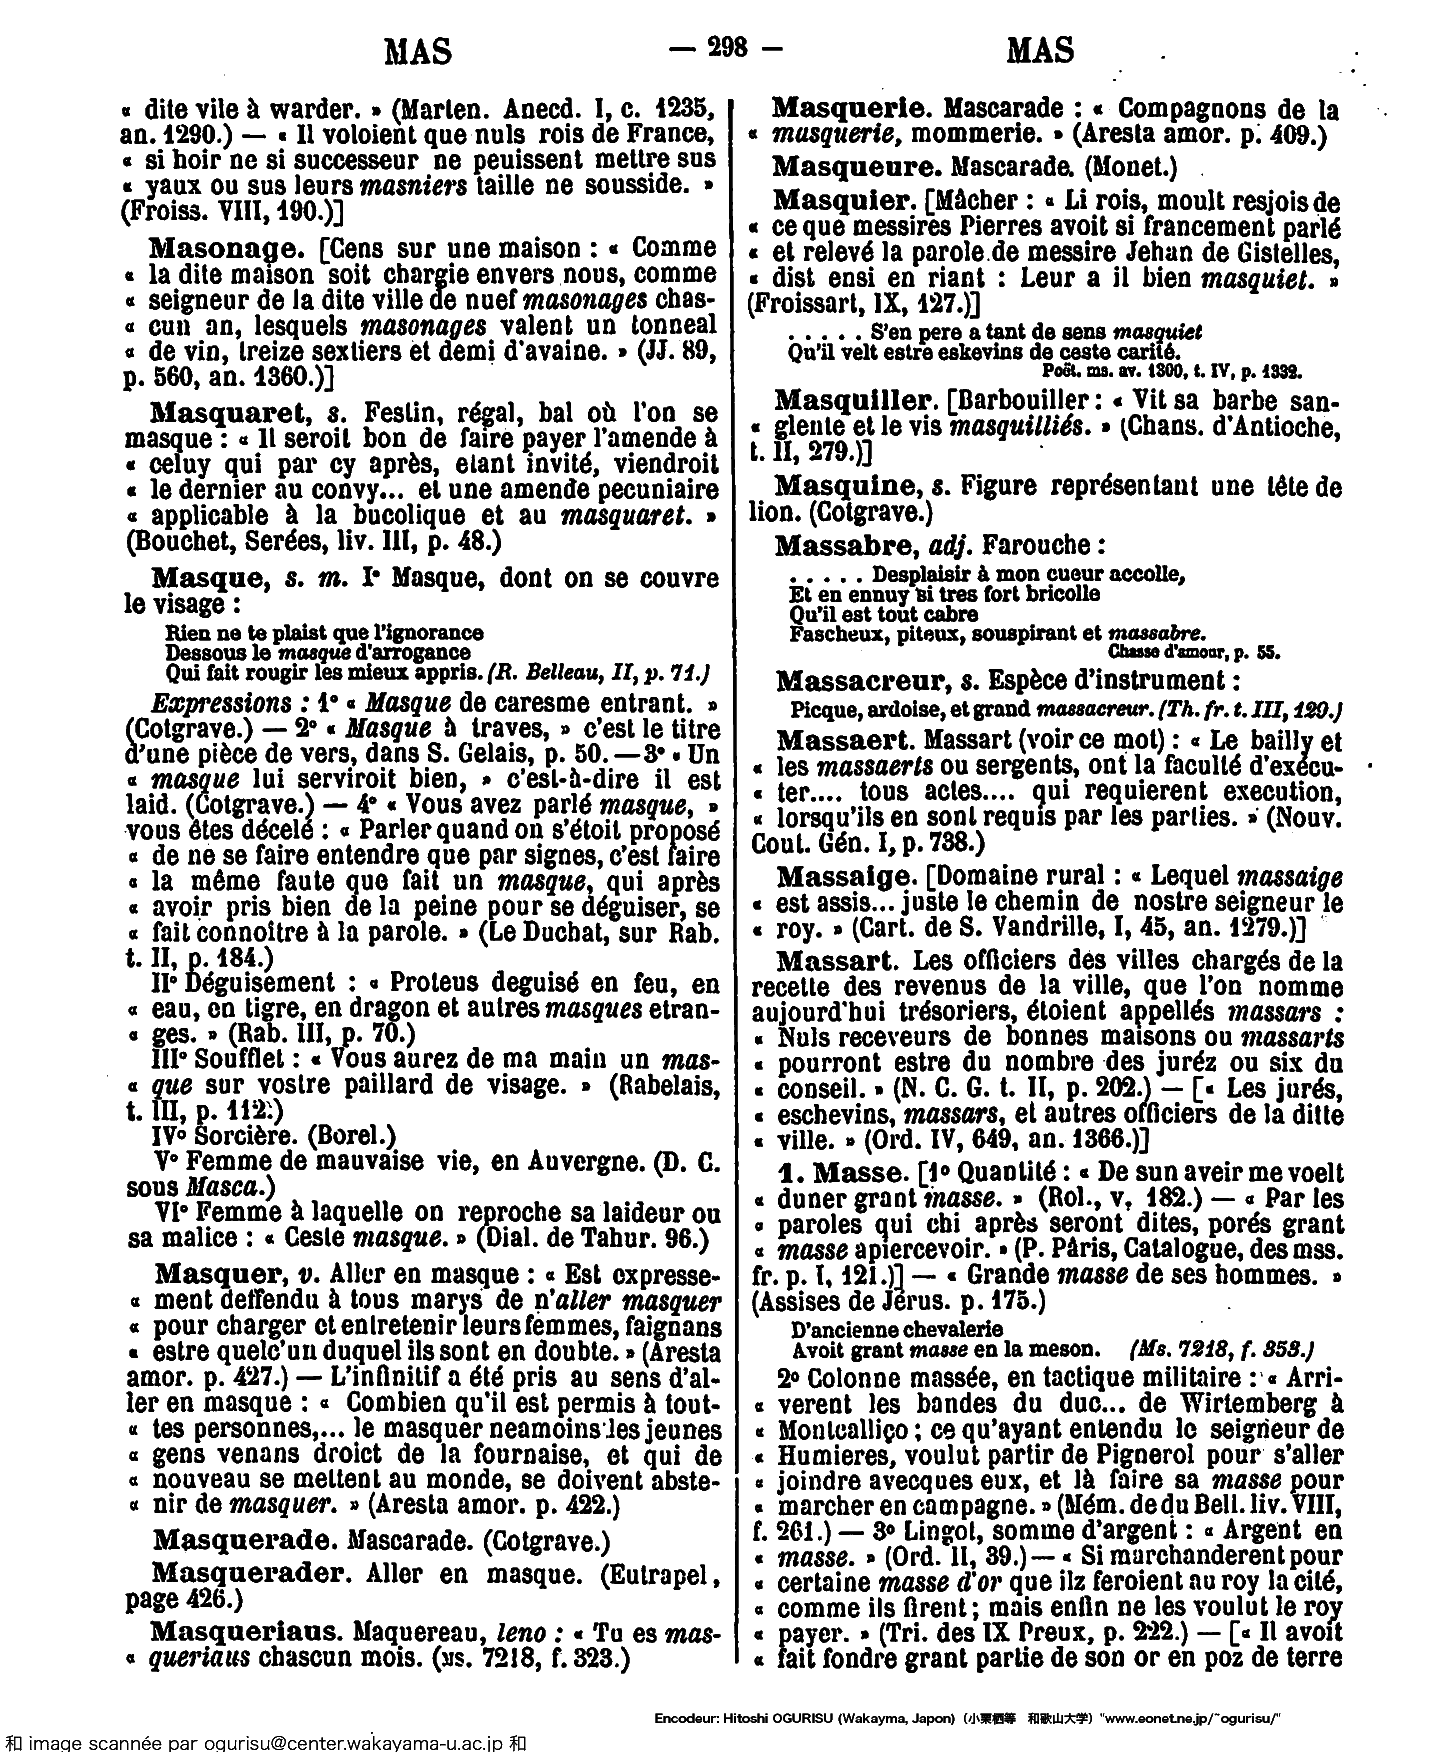 MAS — 298 — MAS
« dite vile à warder. » (Marten. Anecd. I, c. 1235,
an. 1290.) — « Il voloient que nuls rois de France,
« si hoir ne si successeur ne peuissent mettre sus
« yaux ou sus leurs masniers taille ne sousside. »
(Froiss. VIII, 190.)]
Masonage. [Cens sur une maison : « Comme
« la dite maison soit chargie envers nous, comme
« seigneur de la dite ville de nuef masonages chas-
« cun an, lesquels masonages valent un tonneal
« de vin, treize sextiers et demi d'avaine. » (JJ. 89,
p. 560, an. 1360.)]
Masquaret, s. Festin, régal, bal où l'on se
masque : « Il seroit bon de faire payer l'amende à
« celuy qui par cy après, etant invité, viendroit
« le dernier au convy... et une amende pecuniaire
« applicable à la bucolique et au masquaret. »
(Bouchet, Serées, liv. III, p. 48.)
Masque, s. m. I° Masque, dont on se couvre
le visage :
Rien ne te plaist que l'ignorance
Dessous le masque d'arrogance
Qui fait rougir les mieux appris. (R. Belleau, II, p. 71.)
Expressions : 1° « Masque de caresme entrant. »
(Cotgrave.) — 2° « Masque à traves, » c'est le titre
d'une pièce de vers, dans S. Gelais, p. 50. — 3° « Un
« masque lui serviroit bien, » c'est-à-dire il est
laid. (Cotgrave.) — 4° « Vous avez parlé masque, »
vous êtes décelé : « Parler quand on s'étoit proposé
« de ne se faire entendre que par signes, c'est faire
« la même faute que fait un masque, qui après
« avoir pris bien de la peine pour se déguiser, se
« fait connoître à la parole. » (Le Duchat, sur Rab.
t. II, p. 184.)
II° Déguisement : « Proteus deguisé en feu, en
« eau, en tigre, en dragon et autres masques etran-
« ges. » (Rab. III, p. 70.)
III° Soufflet : « Vous aurez de ma main un mas-
« que sur vostre paillard de visage. » (Rabelais,
t. III, p. 112.)
IV° Sorcière. (Borel.)
V° Femme de mauvaise vie, en Auvergne. (D. C.
sous Masca.)
VI° Femme à laquelle on reproche sa laideur ou
sa malice : « Ceste masque. » (Dial. de Tahur. 96.)
Masquer, v. Aller en masque : « Est expresse-
« ment deffendu à tous marys de n'aller masquer
« pour charger et entretenir leurs femmes, faignans
« estre quelc'un duquel ils sont en doubte. » (Aresta
amor. p. 427.) — L'infinitif a été pris au sens d'al-
ler en masque : « Combien qu'il est permis à tout-
« tes personnes,... le masquer neamoins les jeunes
« gens venans droict de la fournaise, et qui de
« nouveau se mettent au monde, se doivent abste-
« nir de masquer. » (Aresta amor. p. 422.)
Masquerade. Mascarade. (Cotgrave.)
Masquerader. Aller en masque. (Eutrapel,
page 426.)
Masqueriaus. Maquereau, leno : « Tu es mas-
« queriaus chascun mois. (MS. 7218, f. 323.)
Masquerie. Mascarade : « Compagnons de la
« masquerie, mommerie. » (Aresta amor. p. 409.)
Masqueure. Mascarade. (Monet.)
Masquier. [Mâcher : « Li rois, moult resjois de
« ce que messires Pierres avoit si francement parlé
« et relevé la parole de messire Jehan de Gistelles,
« dist ensi en riant : Leur a il bien masquiet. »
(Froissart, IX, 127.)]
. . . . . S'en pere a tant de sens masquiet
Qu'il velt estre eskevins de ceste carité.
Poët. ms. av. 1300, t. IV, p. 1332.
Masquiller. [Barbouiller : « Vit sa barbe san-
« glente et le vis masquilliés. » (Chans. d'Antioche,
t. II, 279.)]
Masquine, s. Figure représentant une tête de
lion. (Cotgrave.)
Massabre, adj. Farouche :
. . . . . Desplaisir à mon cueur accolle,
Et en ennuy si tres fort bricolle
Qu'il est tout cabre
Fascheux, piteux, souspirant et massabre.
Chasse d'amour, p. 55.
Massacreur, s. Espèce d'instrument :
Picque, ardoise, et grand massacreur. (Th. fr. t. III, 129.)
Massaert. Massart (voir ce mot) : « Le bailly et
« les massaerts ou sergents, ont la faculté d'exécu-
« ter.... tous actes.... qui requierent execution,
« lorsqu'ils en sont requis par les parties. » (Nouv.
Cout. Gén. I, p. 738.)
Massaige. [Domaine rural : « Lequel massaige
« est assis... juste le chemin de nostre seigneur le
« roy. » (Cart. de S. Vandrille, I, 45, an. 1279.)]
Massart. Les officiers des villes chargés de la
recette des revenus de la ville, que l'on nomme
aujourd'hui trésoriers, étoient appellés massars :
« Nuls receveurs de bonnes maisons ou massarts
« pourront estre du nombre des juréz ou six du
« conseil. » (N. C. G. t. II, p. 202.) — [« Les jurés,
« eschevins, massars, et autres officiers de la ditte
« ville. » (Ord. IV, 649, an. 1366.)]
1. Masse. [1° Quantité : « De sun aveir me voelt
« duner grant masse. » (Rol., v, 182.) — « Par les
« paroles qui chi après seront dites, porés grant
« masse apiercevoir. » (P. Pâris, Catalogue, des mss.
fr. p. I, 121.)] — « Grande masse de ses hommes. »
(Assises de Jérus. p. 175.)
D'ancienne chevalerie
Avoit grant masse en la meson. (Ms. 7218, f. 353.)
2° Colonne massée, en tactique militaire : « Arri-
« verent les bandes du duc... de Wirtemberg à
« Montcalliço ; ce qu'ayant entendu le seigneur de
« Humieres, voulut partir de Pignerol pour s'aller
« joindre avecques eux, et là faire sa masse pour
« marcher en campagne. » (Mém. de du Bell. liv. VIII,
f. 261.) — 3° Lingot, somme d'argent : « Argent en
« masse. » (Ord. II, 39.) — « Si marchanderent pour
« certaine masse d'or que ilz feroient au roy la cité,
« comme ils firent ; mais enfin ne les voulut le roy
« payer. » (Tri. des IX Preux, p. 222.) — [« Il avoit
« fait fondre grant partie de son or en poz de terre
Encodeur: Hitoshi OGURISU (Wakayma, Japon) (小栗栖等 和歌山大学) "www.eonet.ne.jp/~ogurisu/"
和 image scannée par ogurisu@center.wakayama-u.ac.jp 和